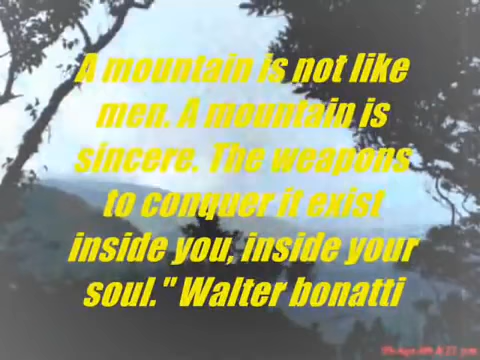 A mountain is not like
men. A mountain is
sincere. The weapons
to conquer it exist
inside you, inside your
soul." Walter bonatti